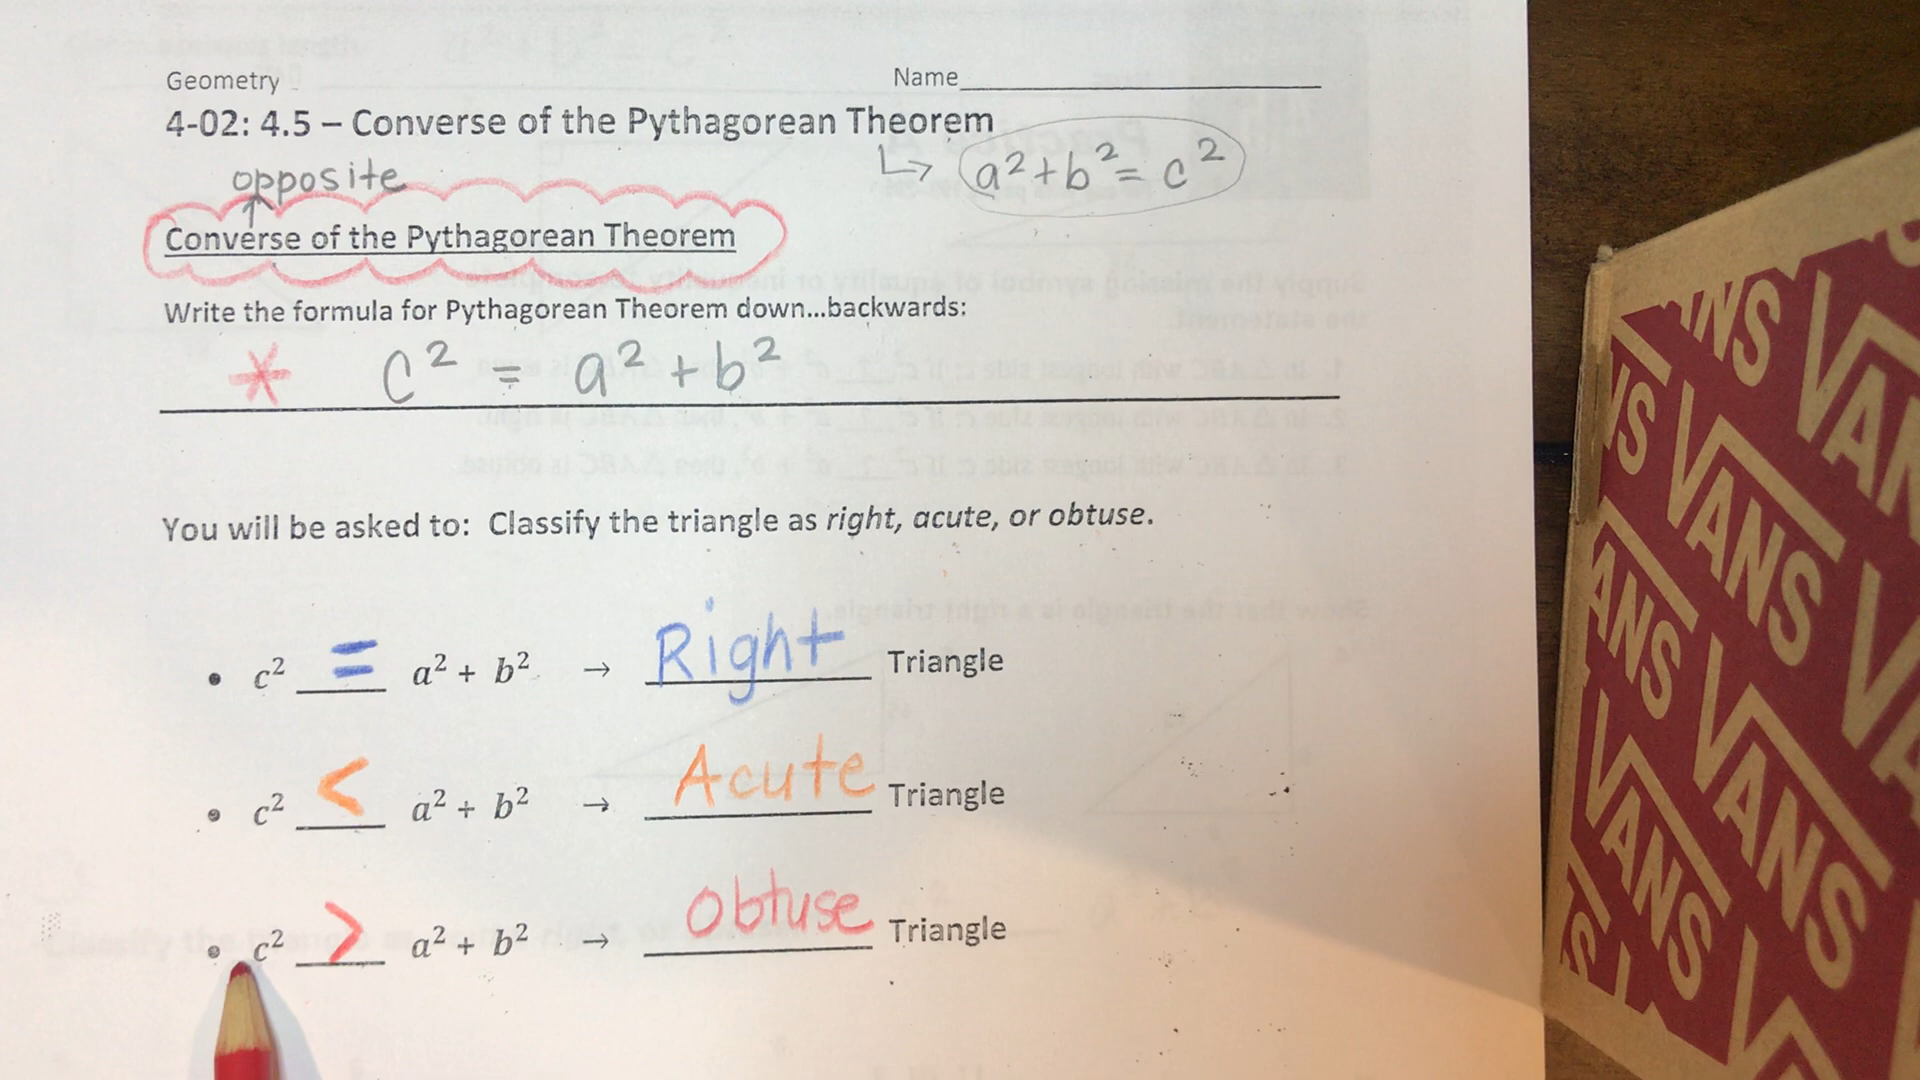 Geometry Name
4-02: 4.5 – Converse of the Pythagorean Theorem
↳ a² + b² = c²
opposite
Converse of the Pythagorean Theorem
Write the formula for Pythagorean Theorem down...backwards:
* c² = a² + b²
You will be asked to: Classify the triangle as right, acute, or obtuse.
• c² = a² + b² → Right Triangle
• c² < a² + b² → Acute Triangle
• c² > a² + b² → Obtuse Triangle
VANS
VANS
VANS
VANS
VANS